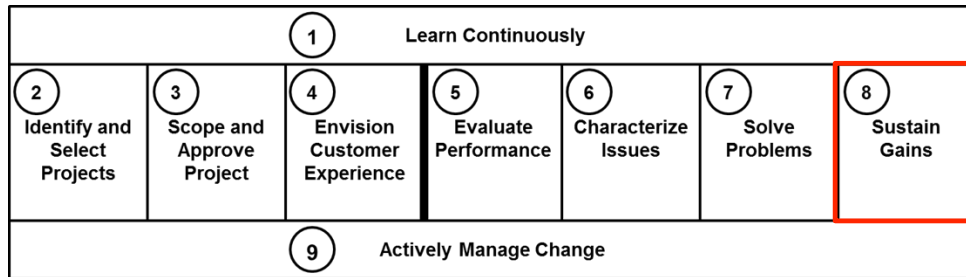 1 Learn Continuously
2
Identify and
Select
Projects
3
Scope and
Approve
Project
4
Envision
Customer
Experience
5
Evaluate
Performance
6
Characterize
Issues
7
Solve
Problems
8
Sustain
Gains
9 Actively Manage Change